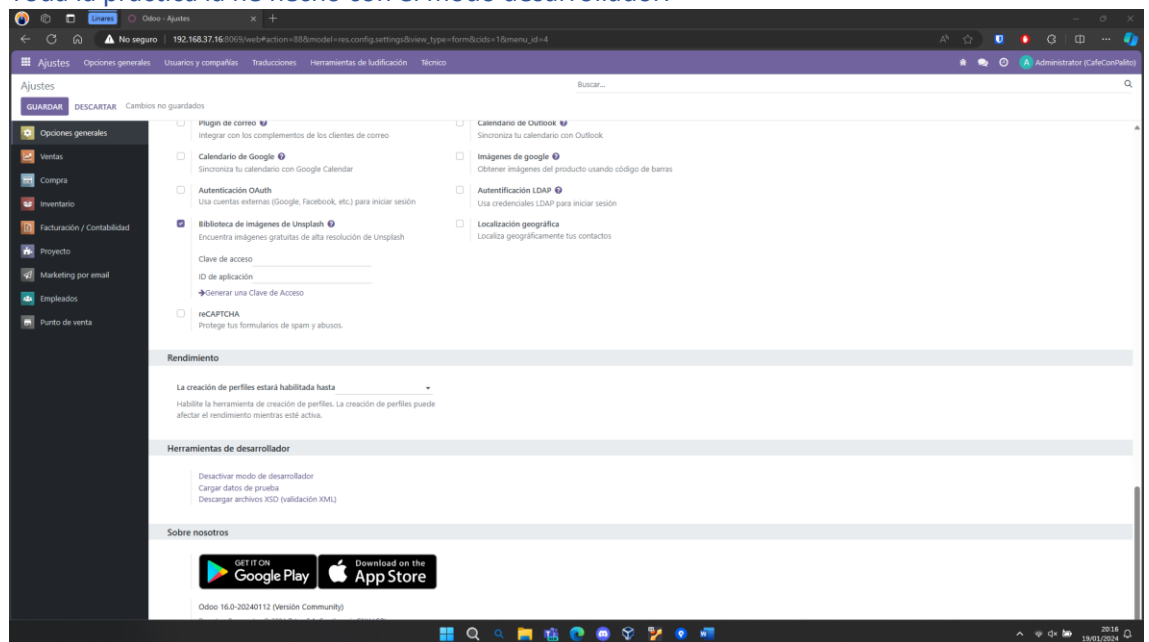 Linares
Odoo - Ajustes
No seguro
192.168.37.16:8069/web#action=88&model=res.config.settings&view_type=form&cids=1&menu_id=4
Ajustes Opciones generales Usuarios y compañías Traducciones Herramientas de ludificación Técnico
Administrator (CafeConPalito)
Ajustes
Buscar...
GUARDAR DESCARTAR Cambios no guardados
Opciones generales
Ventas
Compra
Inventario
Facturación / Contabilidad
Proyecto
Marketing por email
Empleados
Punto de venta
Plugin de correo
Integrar con los complementos de los clientes de correo
Calendario de Outlook
Sincroniza tu calendario con Outlook
Calendario de Google
Sincroniza tu calendario con Google Calendar
Imágenes de google
Obtener imágenes del producto usando código de barras
Autenticación OAuth
Usa cuentas externas (Google, Facebook, etc.) para iniciar sesión
Autentificación LDAP
Usa credenciales LDAP para iniciar sesión
Biblioteca de imágenes de Unsplash
Encuentra imágenes gratuitas de alta resolución de Unsplash
Localización geográfica
Localiza geográficamente tus contactos
Clave de acceso
ID de aplicación
Generar una Clave de Acceso
reCAPTCHA
Protege tus formularios de spam y abusos.
Rendimiento
La creación de perfiles estará habilitada hasta
Habilite la herramienta de creación de perfiles. La creación de perfiles puede
afectar el rendimiento mientras esté activa.
Herramientas de desarrollador
Desactivar modo de desarrollador
Cargar datos de prueba
Descargar archivos XSD (validación XML)
Sobre nosotros
GET IT ON
Google Play
Download on the
App Store
Odoo 16.0-20240112 (Versión Community)
20:16
19/01/2024